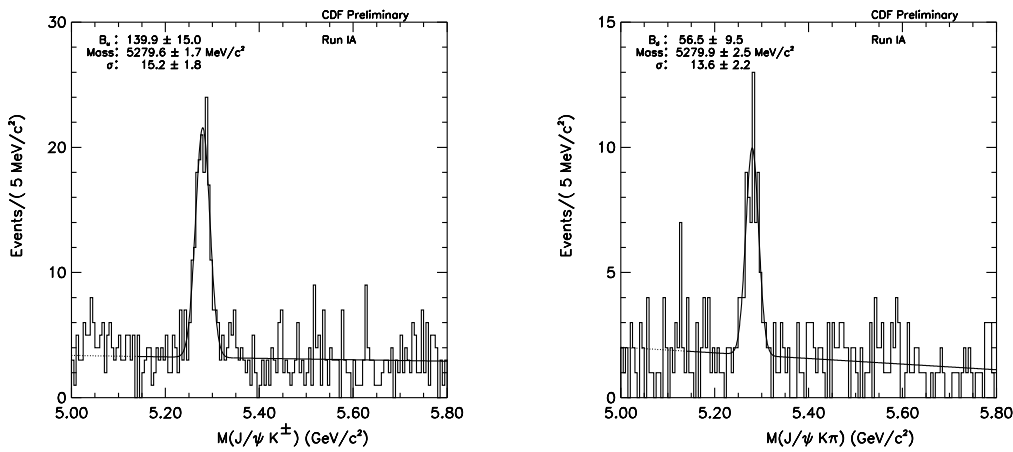 CDF Preliminary
Bᵤ: 139.9 ± 15.0
Mass: 5279.6 ± 1.7 MeV/c²
σ: 15.2 ± 1.8
Run IA
30
20
10
0
Events/( 5 MeV/c²)
5.00 5.20 5.40 5.60 5.80
M(J/ψ K±) (GeV/c²)
CDF Preliminary
56.5 ± 9.5
Mass: 5279.9 ± 2.5 MeV/c²
σ: 13.6 ± 2.2
Run IA
15
10
5
0
Events/( 5 MeV/c²)
5.00 5.20 5.40 5.60 5.80
M(J/ψ Kπ) (GeV/c²)